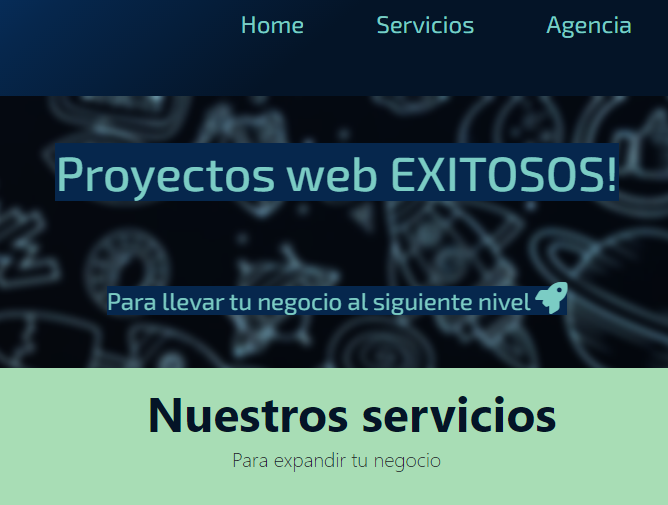 Home Servicios Agencia
Proyectos web EXITOSOS!
Para llevar tu negocio al siguiente nivel
Nuestros servicios
Para expandir tu negocio